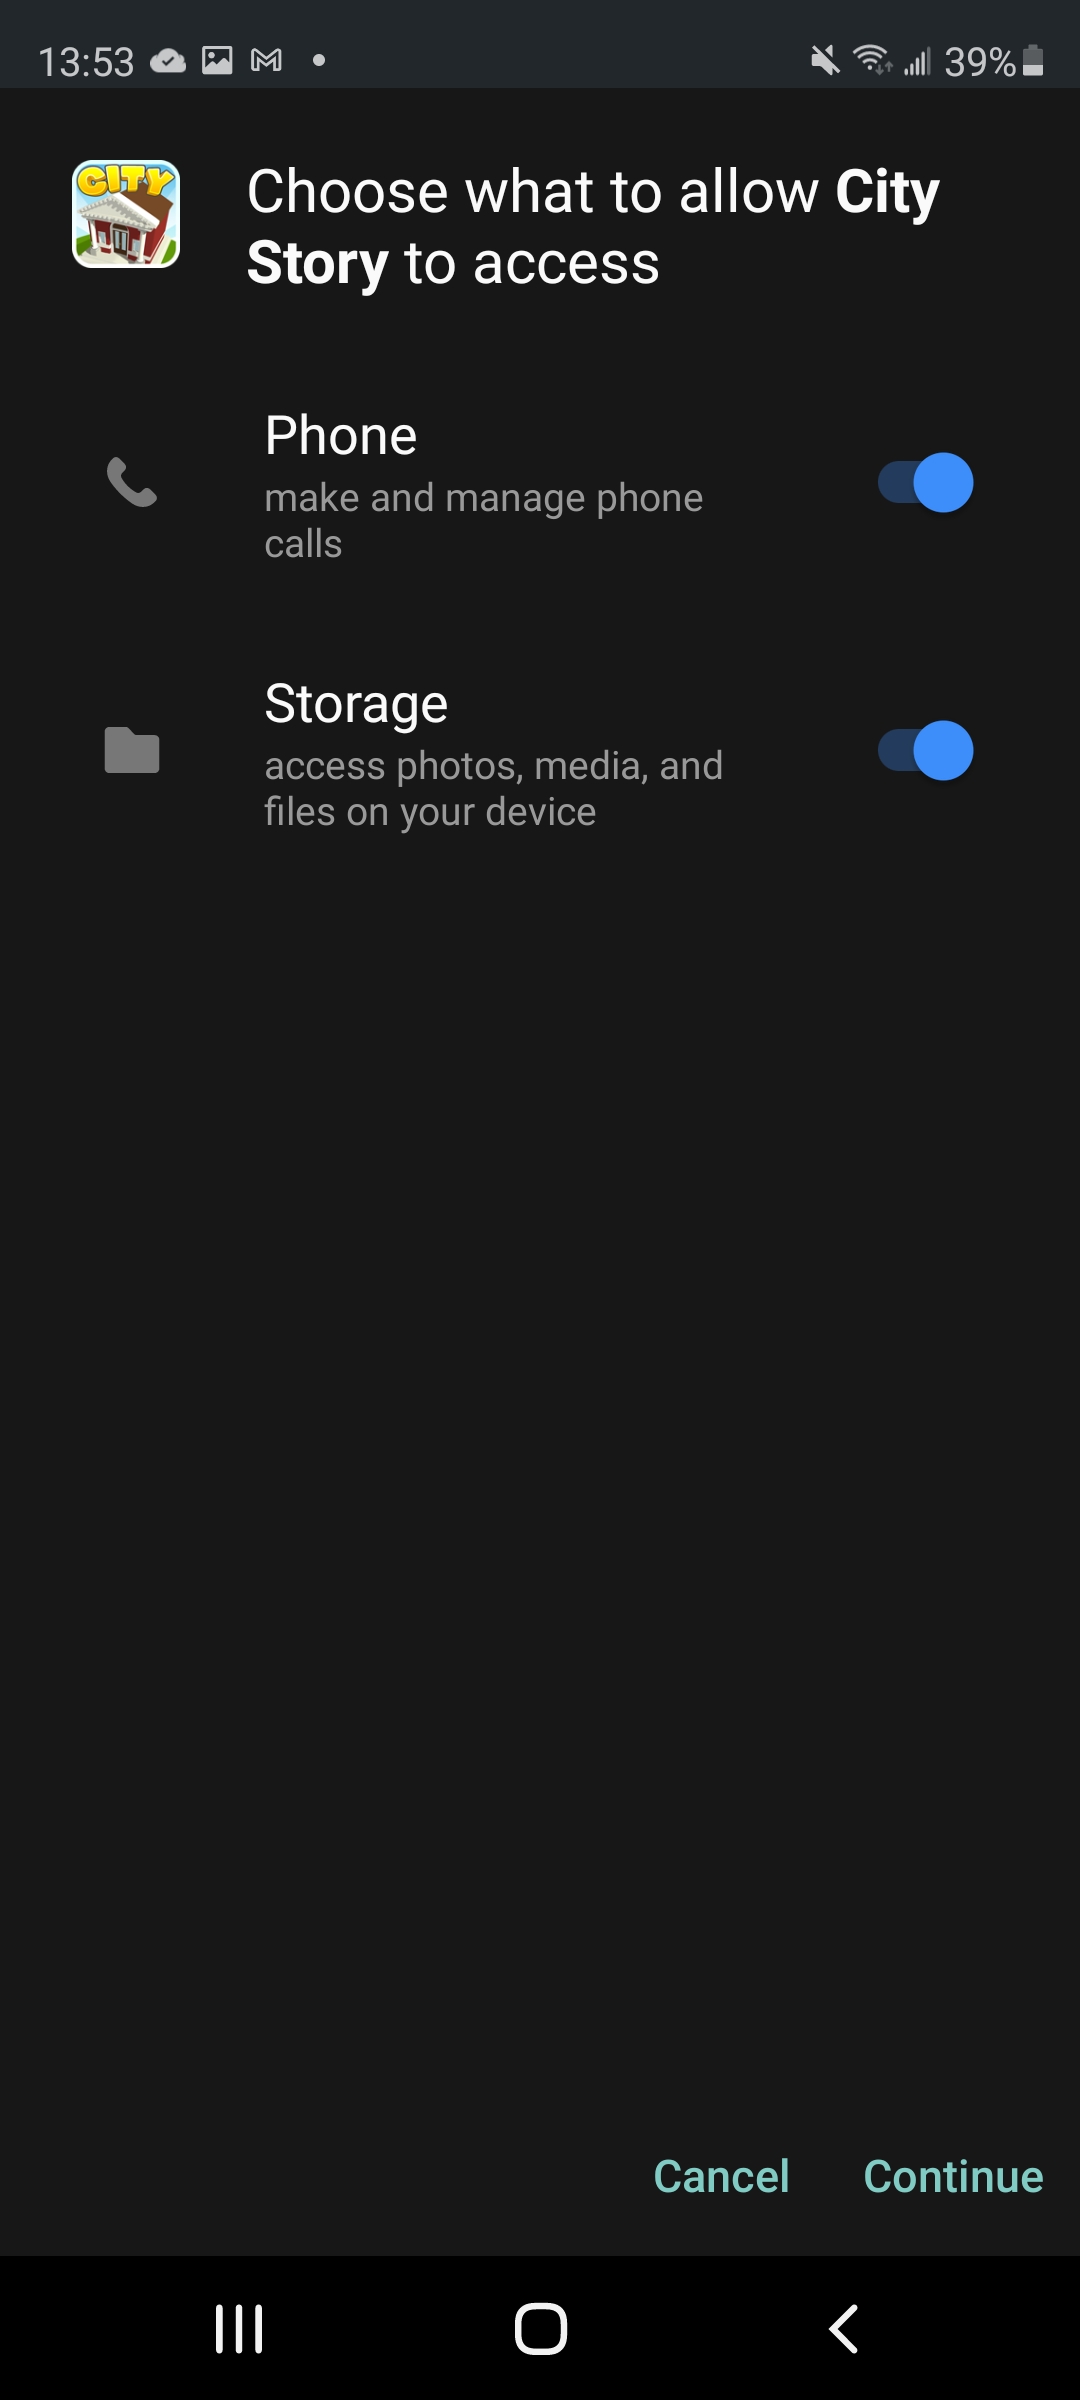 13:53
39%
CITY
Choose what to allow City
Story to access
Phone
make and manage phone
calls
Storage
access photos, media, and
files on your device
Cancel
Continue